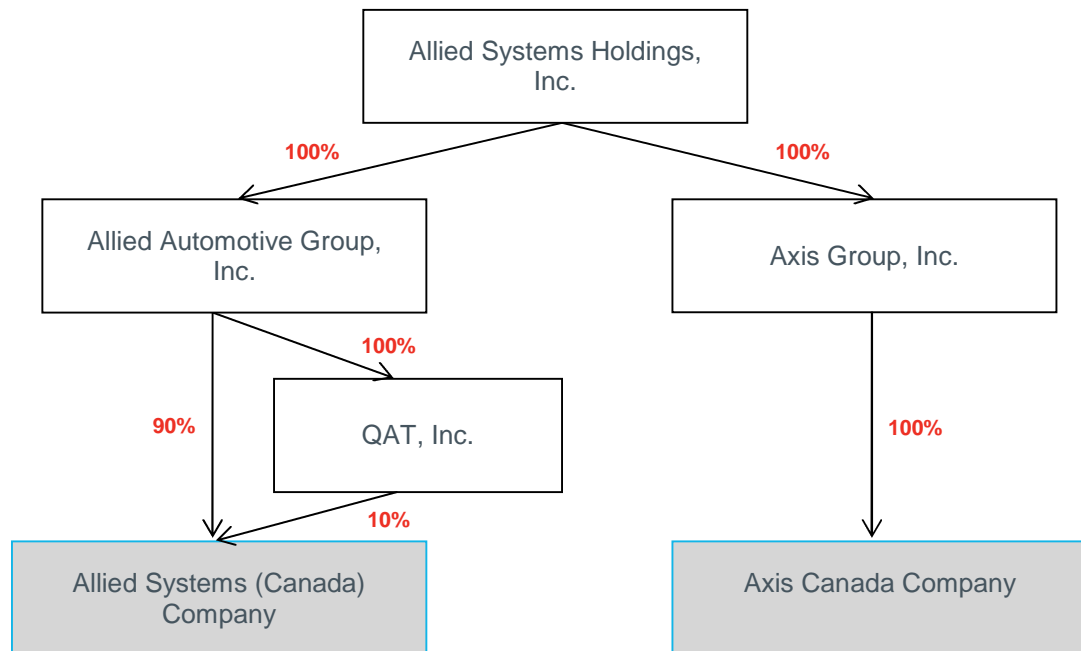 Allied Systems Holdings,
Inc.
100%
100%
Allied Automotive Group,
Inc.
Axis Group, Inc.
100%
90%
QAT, Inc.
100%
10%
Allied Systems (Canada)
Company
Axis Canada Company